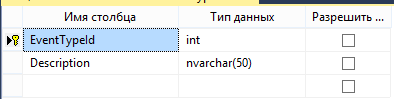 Имя столбца Тип данных Разрешить ...
EventTypeId int
Description nvarchar(50)